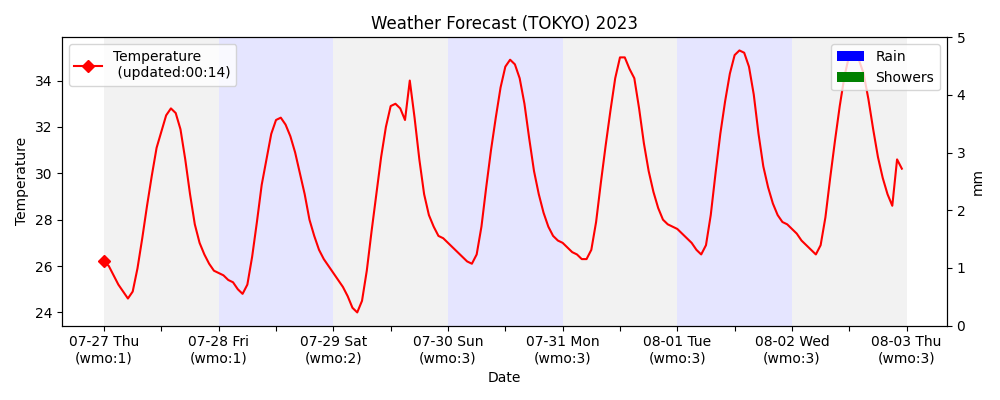 Weather Forecast (TOKYO) 2023
Temperature
(updated:00:14)
Rain
Showers
Temperature
34
32
30
28
26
24
5
4
3
2
1
0
mm
07-27 Thu
(wmo:1)
07-28 Fri
(wmo:1)
07-29 Sat
(wmo:2)
07-30 Sun
(wmo:3)
07-31 Mon
(wmo:3)
08-01 Tue
(wmo:3)
08-02 Wed
(wmo:3)
08-03 Thu
(wmo:3)
Date